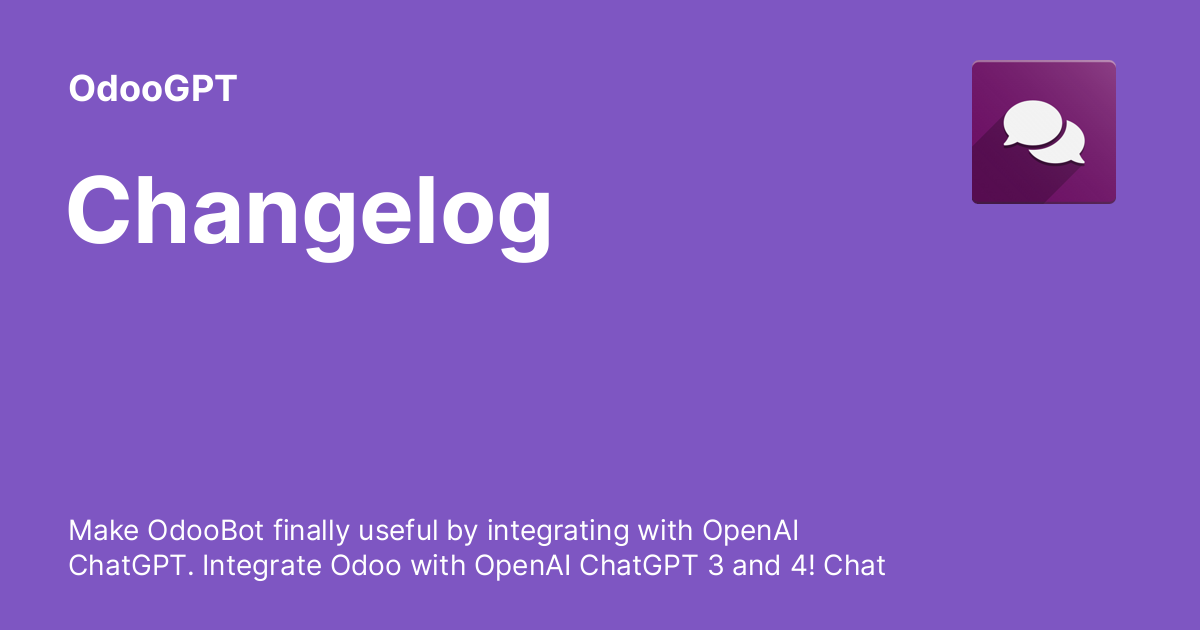 OdooGPT
Changelog
Make OdooBot finally useful by integrating with OpenAI
ChatGPT. Integrate Odoo with OpenAI ChatGPT 3 and 4! Chat